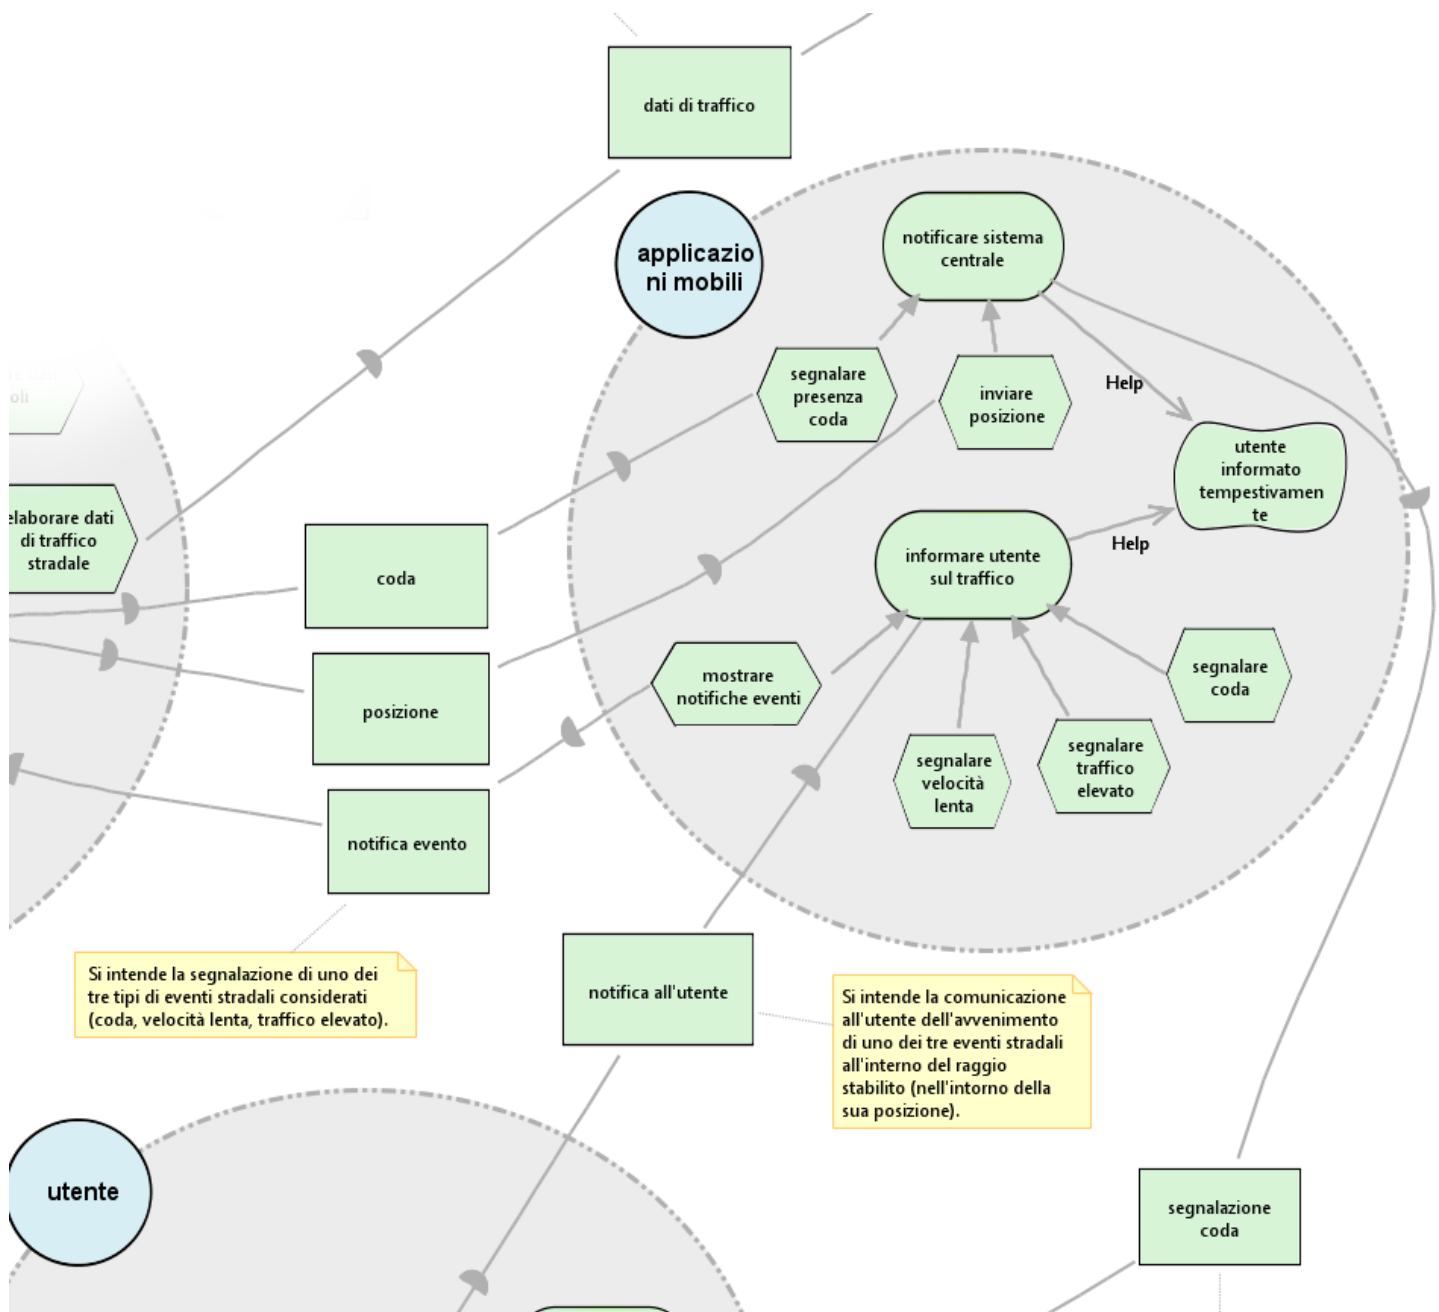 dati di traffico
applicazio
ni mobili
notificare sistema
centrale
segnalare
presenza
coda
inviare
posizione
Help
utente
informato
tempestivamen
te
elaborare dati
di traffico
stradale
coda
informare utente
sul traffico
Help
posizione
mostrare
notifiche eventi
segnalare
coda
segnalare
velocità
lenta
segnalare
traffico
elevato
notifica evento
Si intende la segnalazione di uno dei
tre tipi di eventi stradali considerati
(coda, velocità lenta, traffico elevato).
notifica all'utente
Si intende la comunicazione
all'utente dell'avvenimento
di uno dei tre eventi stradali
all'interno del raggio
stabilito (nell'intorno della
sua posizione).
utente
segnalazione
coda